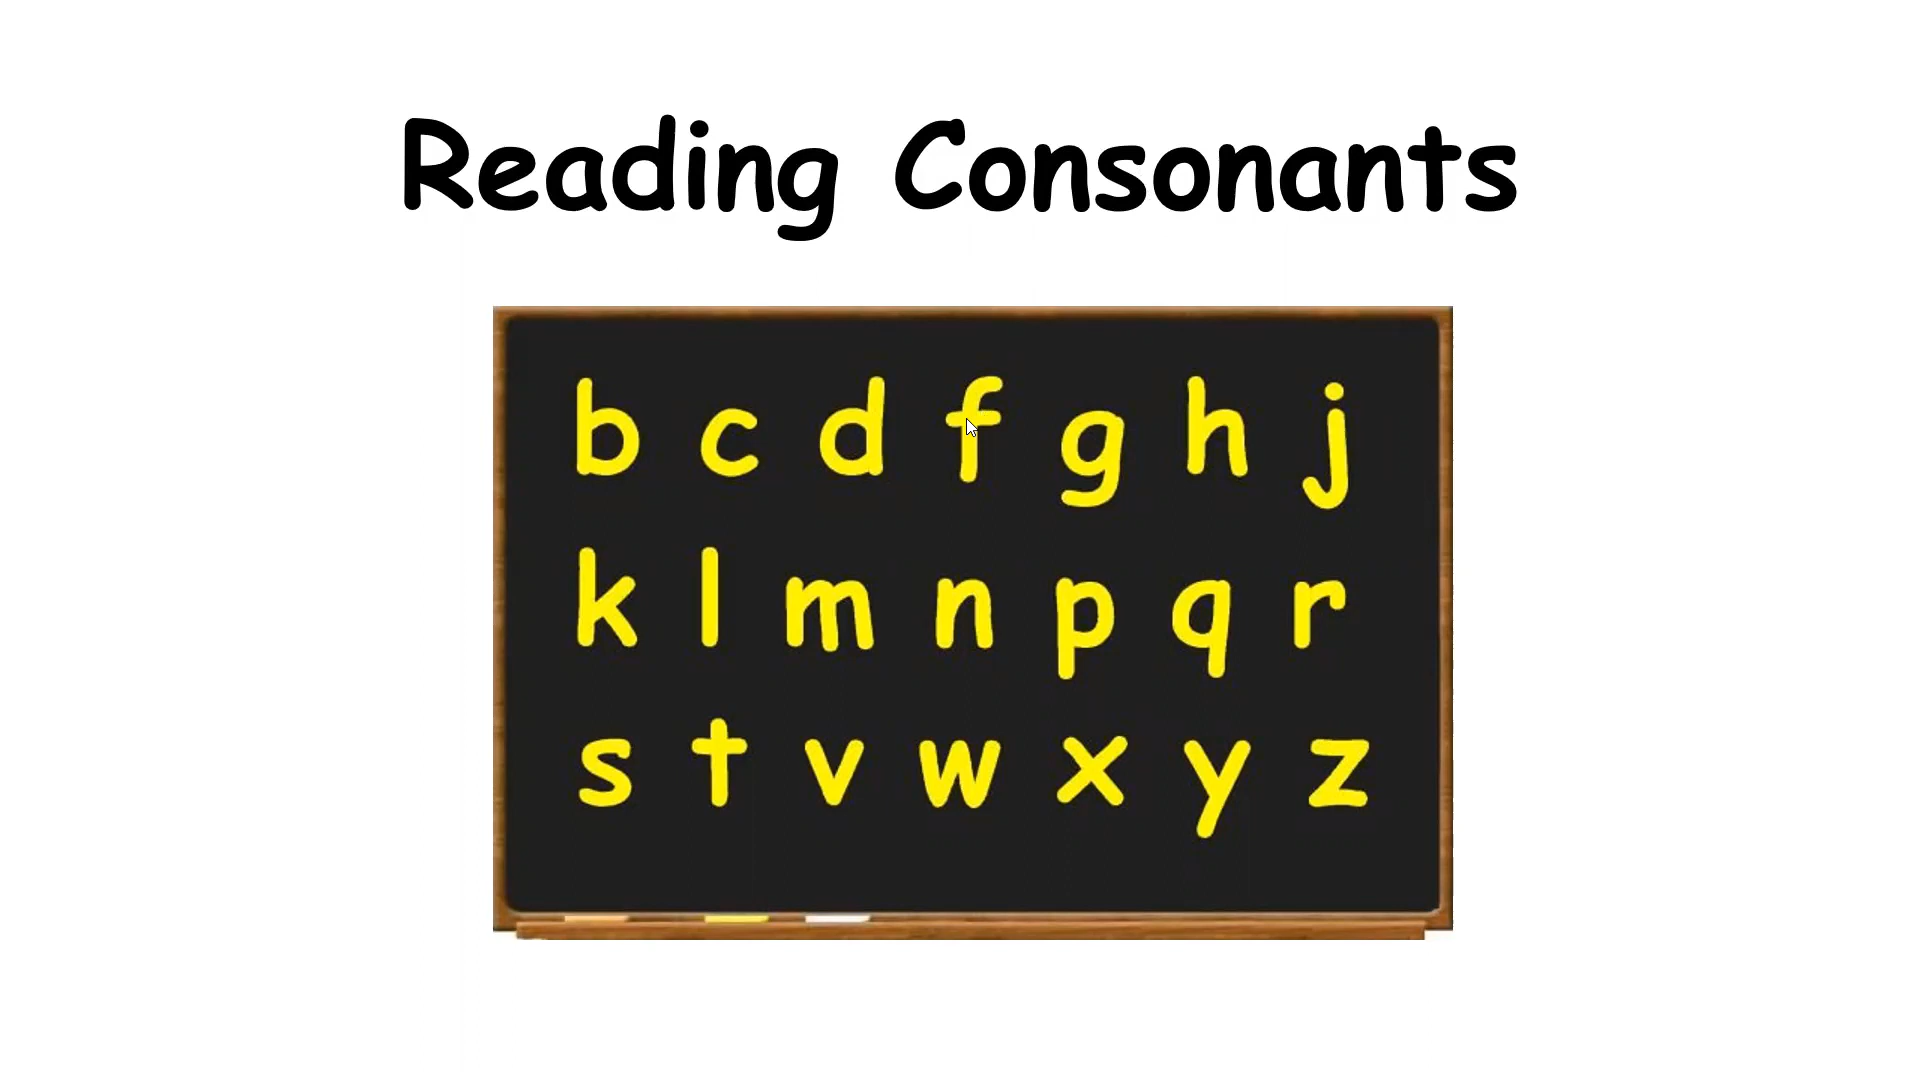 Reading Consonants
b c d f g h j
k l m n p q r
s t v w x y z